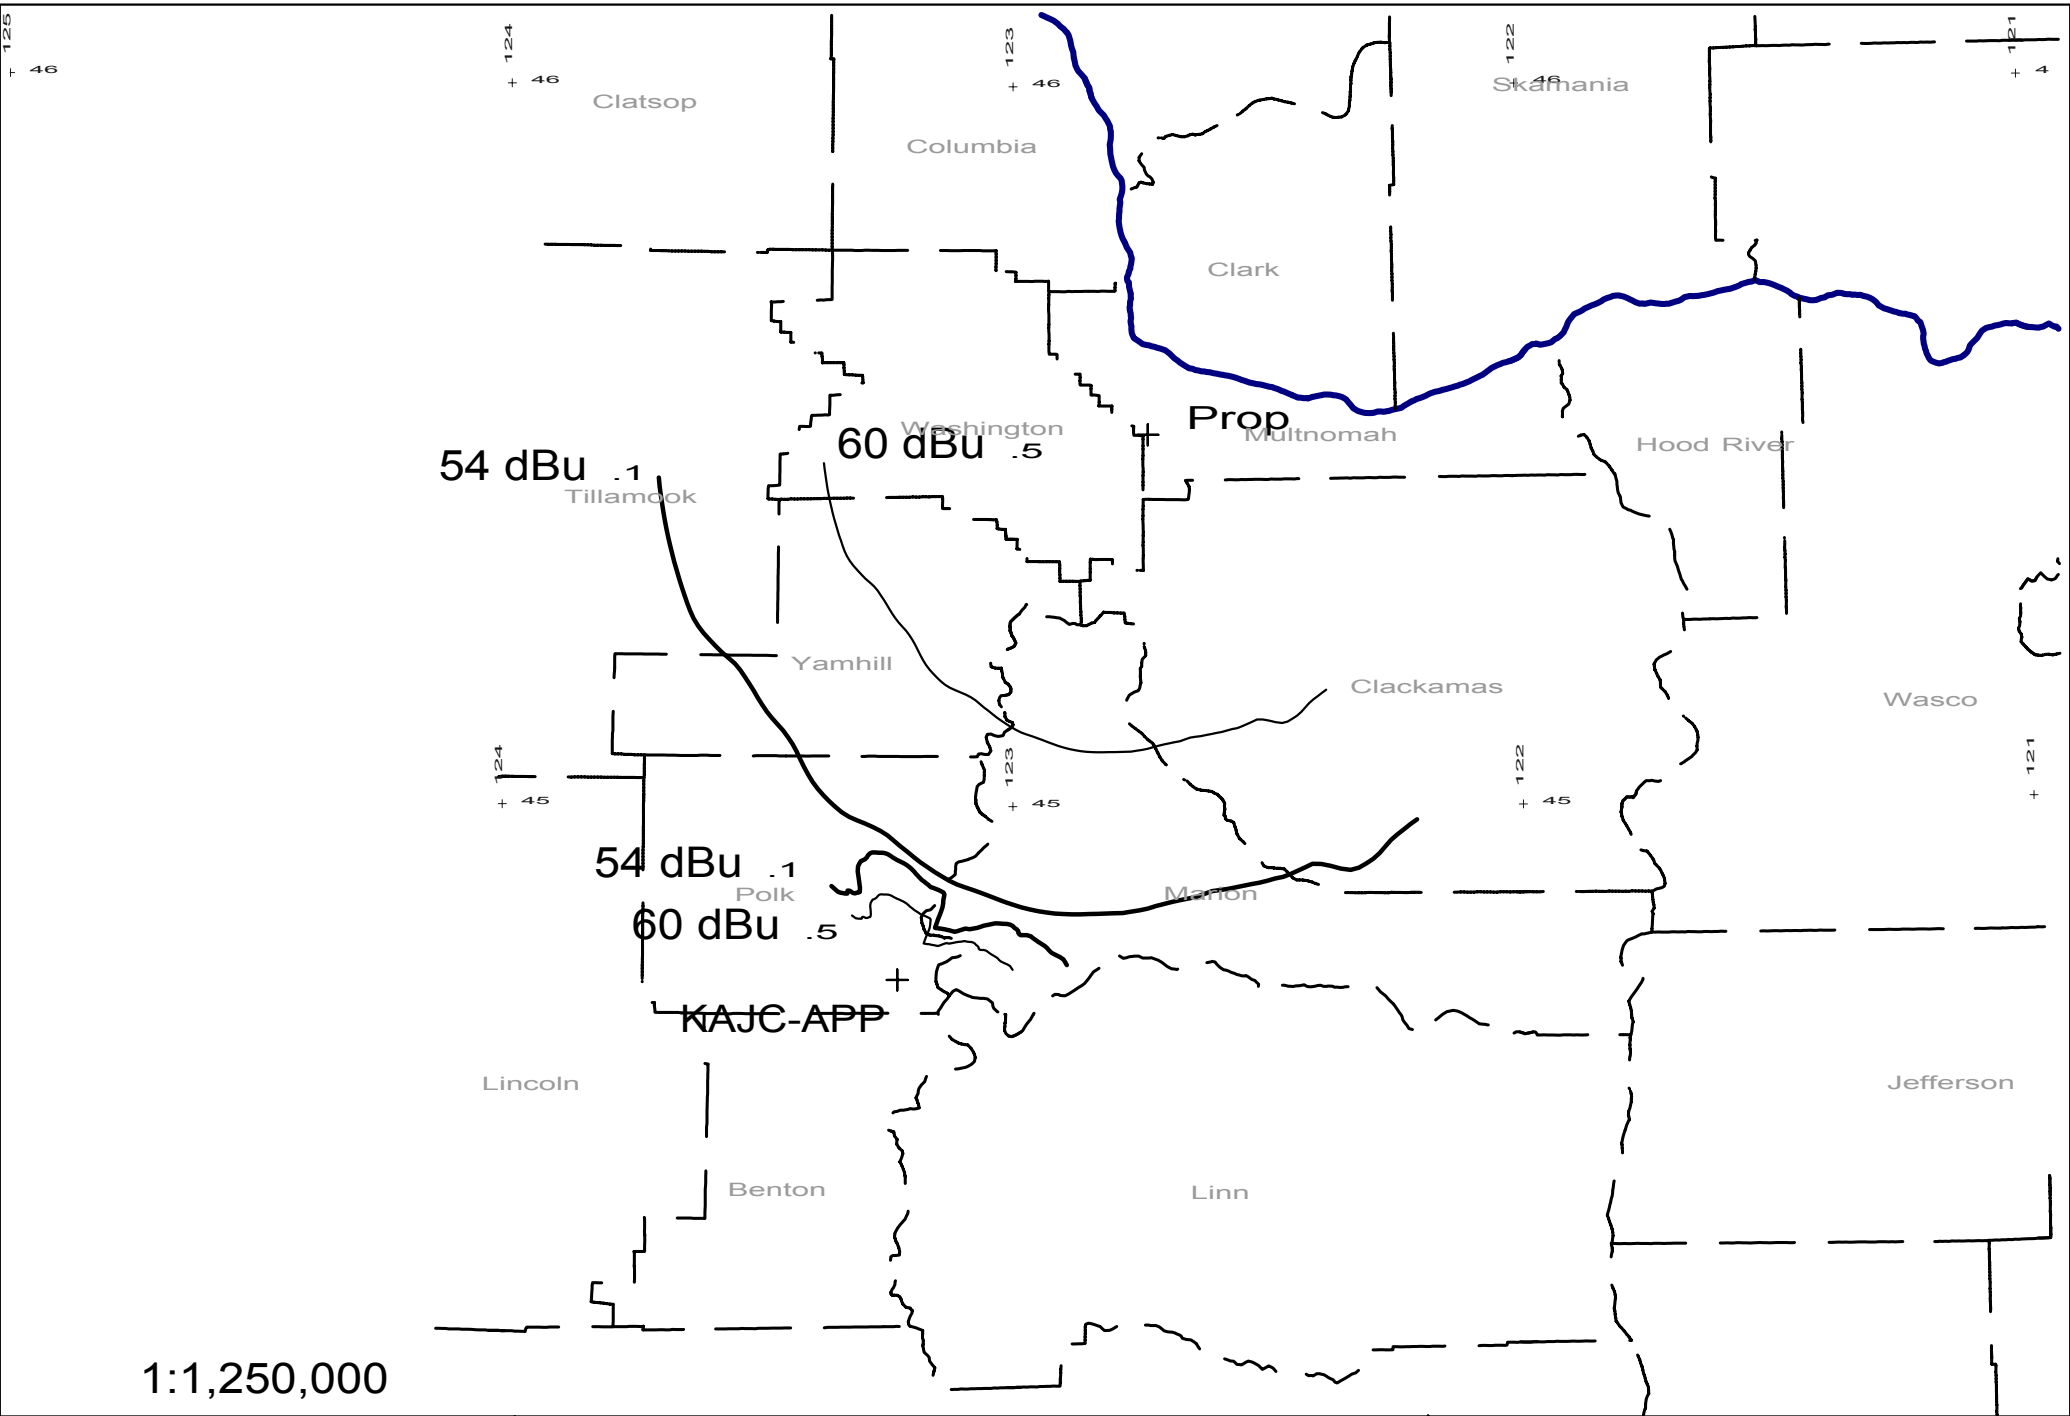 125
124
123
122
121
+ 46
+ 46
+ 46
+ 46
+ 4
Clatsop
Skamania
Columbia
Clark
Prop
Washington
Multnomah
60 dBu .5
Hood River
54 dBu .1
Tillamook
Yamhill
Clackamas
Wasco
124
123
122
121
+ 45
+ 45
+ 45
+
54 dBu .1
Polk
Marion
60 dBu .5
KAJC-APP
Lincoln
Jefferson
Benton
Linn
1:1,250,000